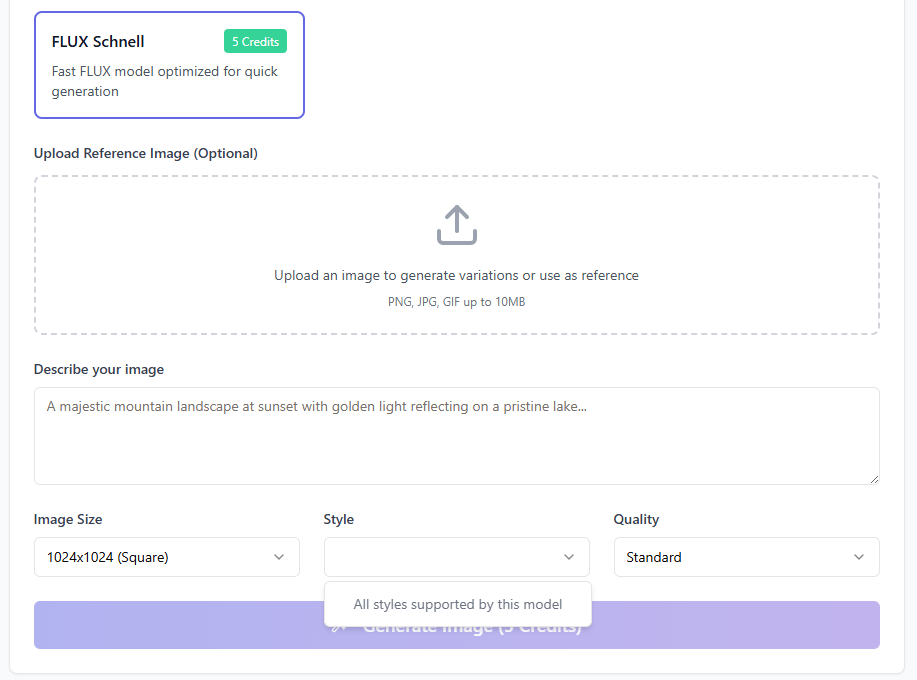 FLUX Schnell
5 Credits
Fast FLUX model optimized for quick
generation
Upload Reference Image (Optional)
Upload an image to generate variations or use as reference
PNG, JPG, GIF up to 10MB
Describe your image
A majestic mountain landscape at sunset with golden light reflecting on a pristine lake...
Image Size
Style
Quality
1024x1024 (Square)
Standard
All styles supported by this model
Generate Image (5 Credits)